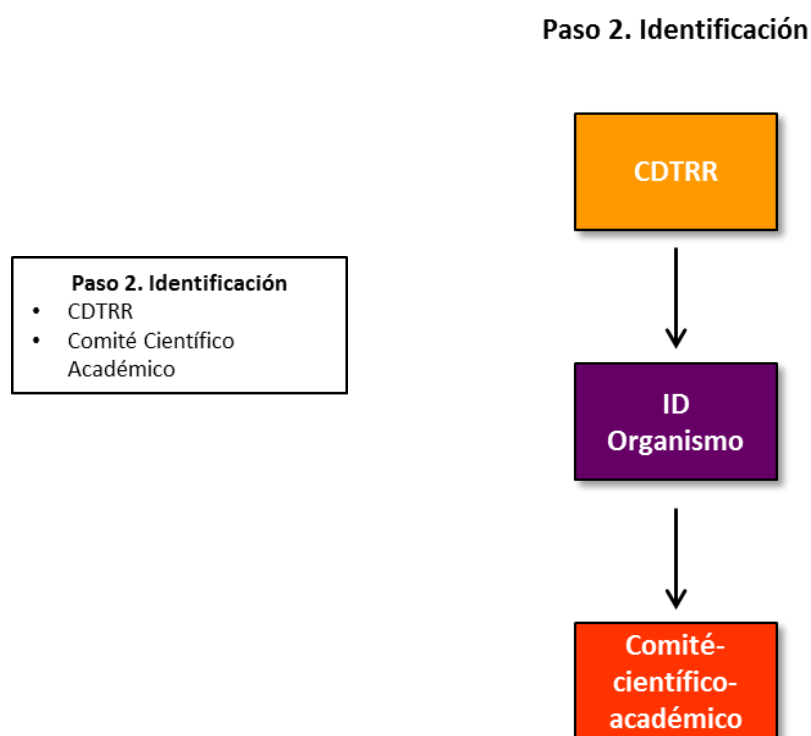 Paso 2. Identificación
CDTRR
Paso 2. Identificación
• CDTRR
• Comité Científico
Académico
ID
Organismo
Comité-
científico-
académico